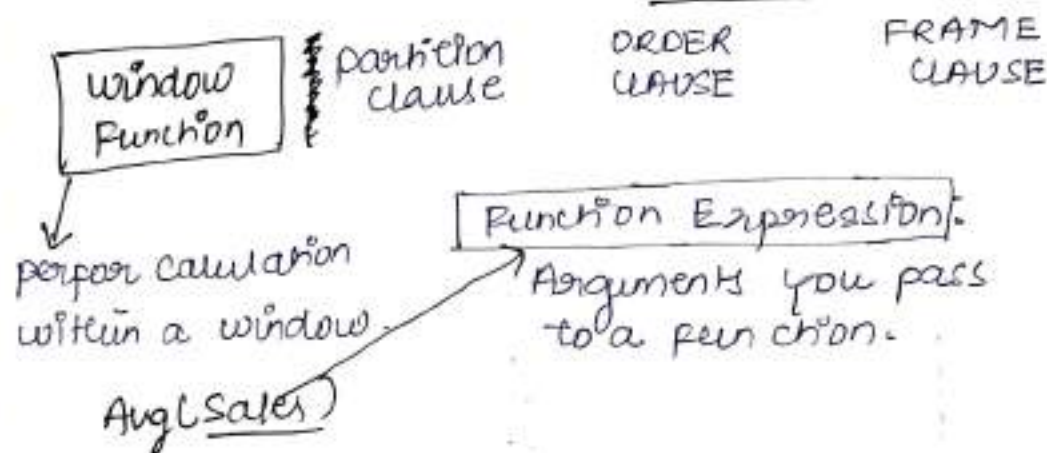 window
Function
partition
clause
ORDER
CLAUSE
FRAME
CLAUSE
Function Expression:
perfor calculation
within a window.
Arguments you pass
to a function.
Avg(Sales)